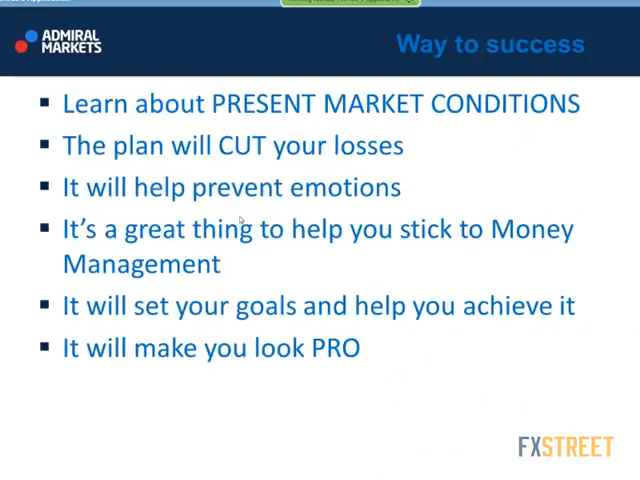 ADMIRAL
MARKETS
Way to success
Learn about PRESENT MARKET CONDITIONS
The plan will CUT your losses
It will help prevent emotions
It's a great thing to help you stick to Money
Management
It will set your goals and help you achieve it
It will make you look PRO
FXSTREET